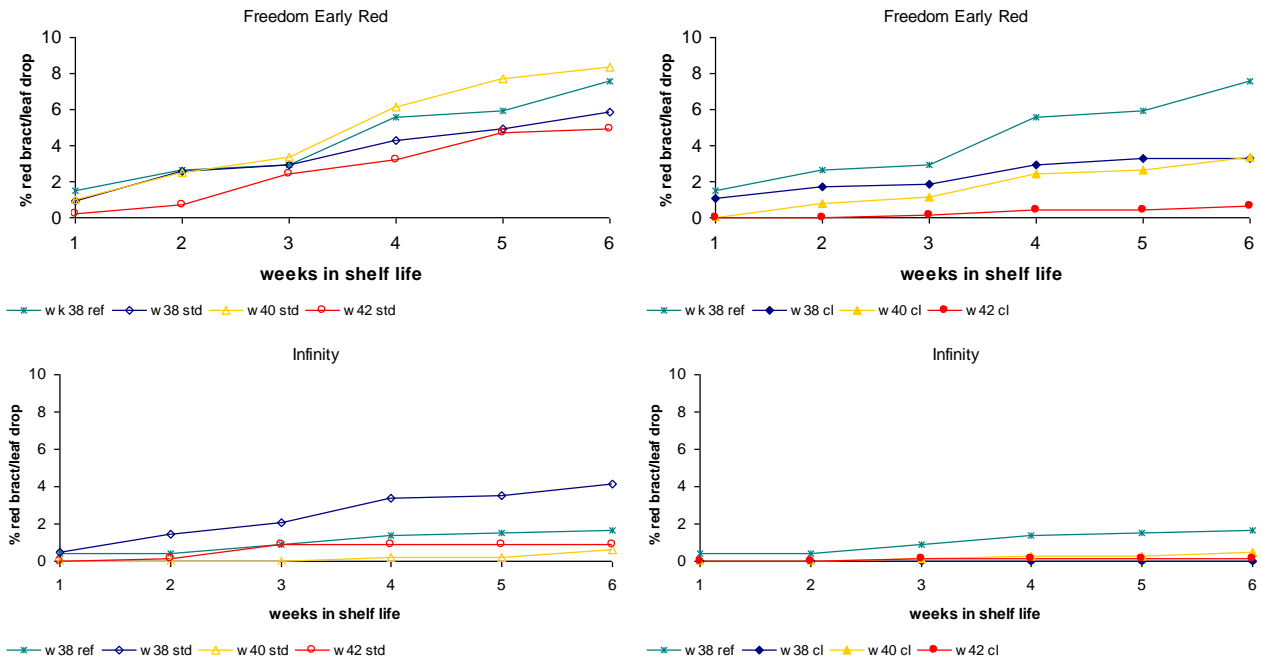 Freedom Early Red
% red bract/leaf drop
10
8
6
4
2
0
1 2 3 4 5 6
weeks in shelf life
wk 38 ref w 38 std w 40 std w 42 std
Freedom Early Red
% red bract/leaf drop
10
8
6
4
2
0
1 2 3 4 5 6
weeks in shelf life
wk 38 ref w 38 cl w 40 cl w 42 cl
Infinity
% red bract/leaf drop
10
8
6
4
2
0
1 2 3 4 5 6
weeks in shelf life
w 38 ref w 38 std w 40 std w 42 std
Infinity
% red bract/leaf drop
10
8
6
4
2
0
1 2 3 4 5 6
weeks in shelf life
w 38 ref w 38 cl w 40 cl w 42 cl